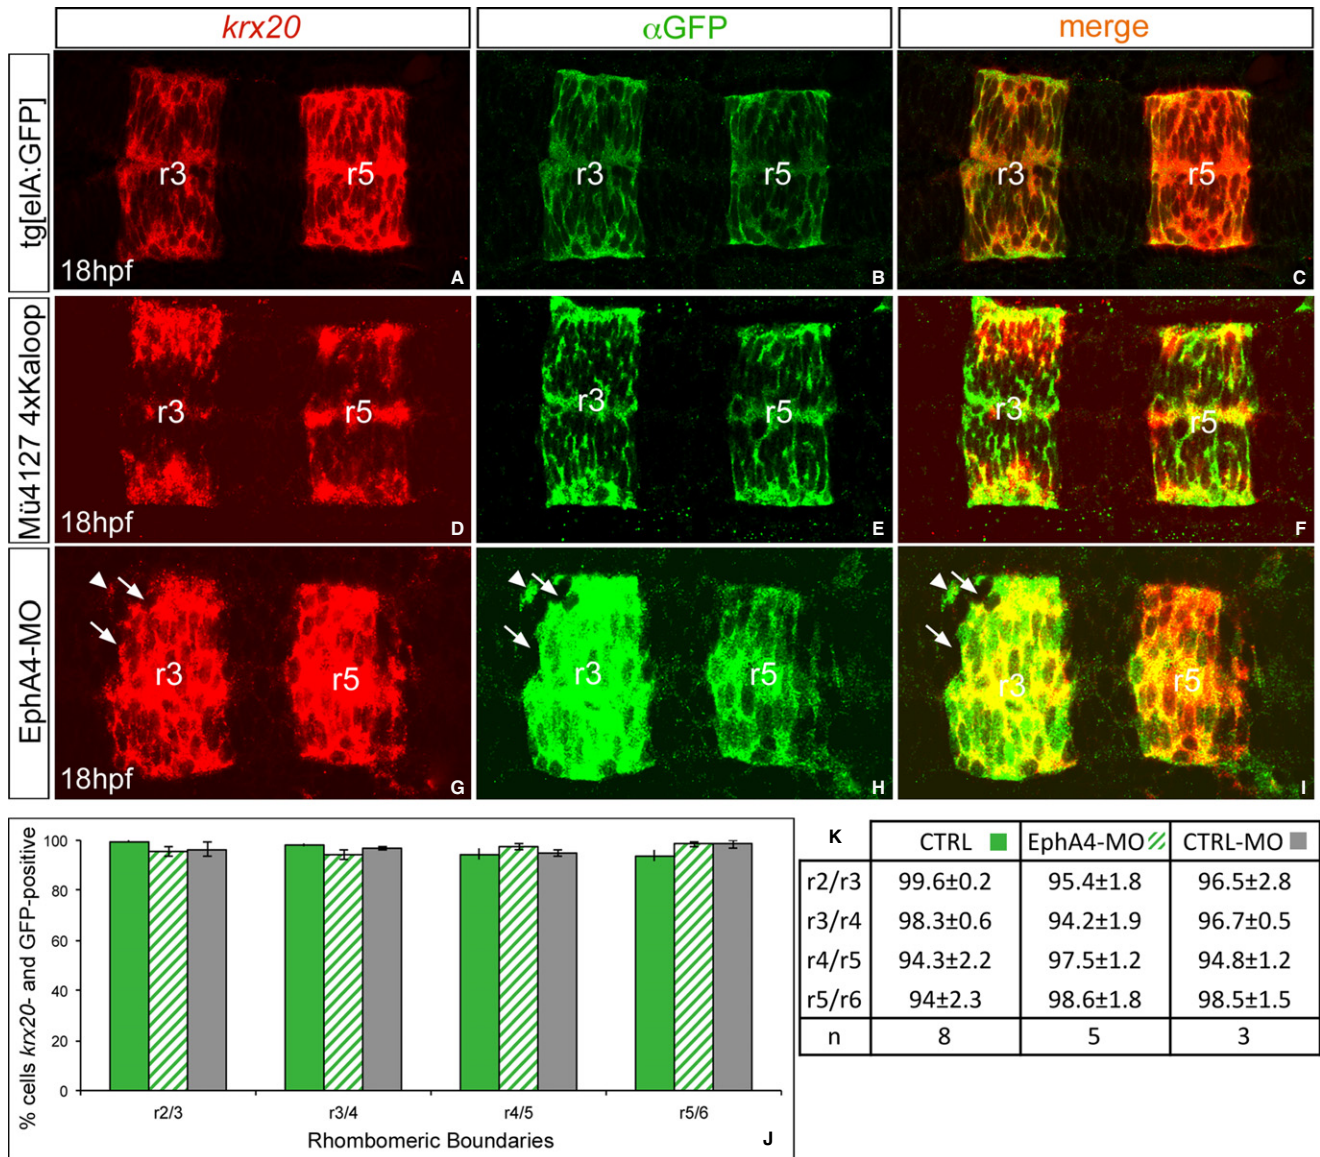 krx20
αGFP
merge
tg[elA:GFP]
r3
r5
18hpf
A
r3
r5
B
r3
r5
C
Mü4127 4xKaloop
r3
r5
18hpf
D
r3
r5
E
r3
r5
F
EphA4-MO
r3
r5
18hpf
G
r3
r5
H
r3
r5
I
% cells krx20- and GFP-positive
100
80
60
40
20
0
r2/3
r3/4
r4/5
r5/6
Rhombomeric Boundaries
J
K
CTRL EphA4-MO CTRL-MO
r2/r3 99.6±0.2 95.4±1.8 96.5±2.8
r3/r4 98.3±0.6 94.2±1.9 96.7±0.5
r4/r5 94.3±2.2 97.5±1.2 94.8±1.2
r5/r6 94±2.3 98.6±1.8 98.5±1.5
n 8 5 3